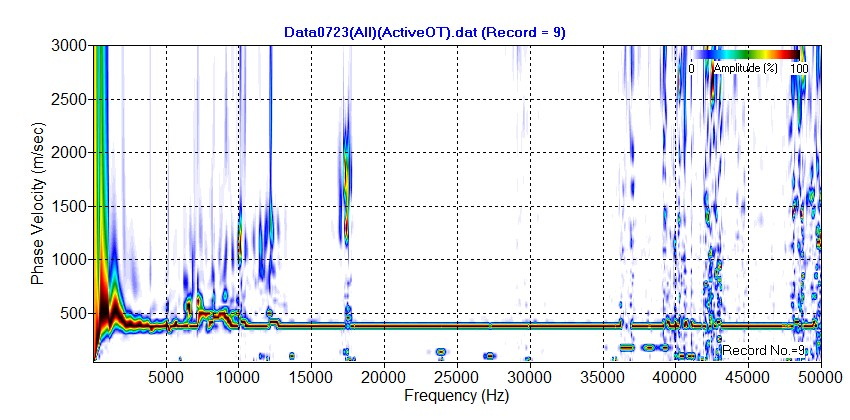 Data0723(All)(ActiveOT).dat (Record = 9)
3000
2500
2000
1500
1000
500
Phase Velocity (m/sec)
0 Amplitude (%) 100
Record No.=9
5000 10000 15000 20000 25000 30000 35000 40000 45000 50000
Frequency (Hz)